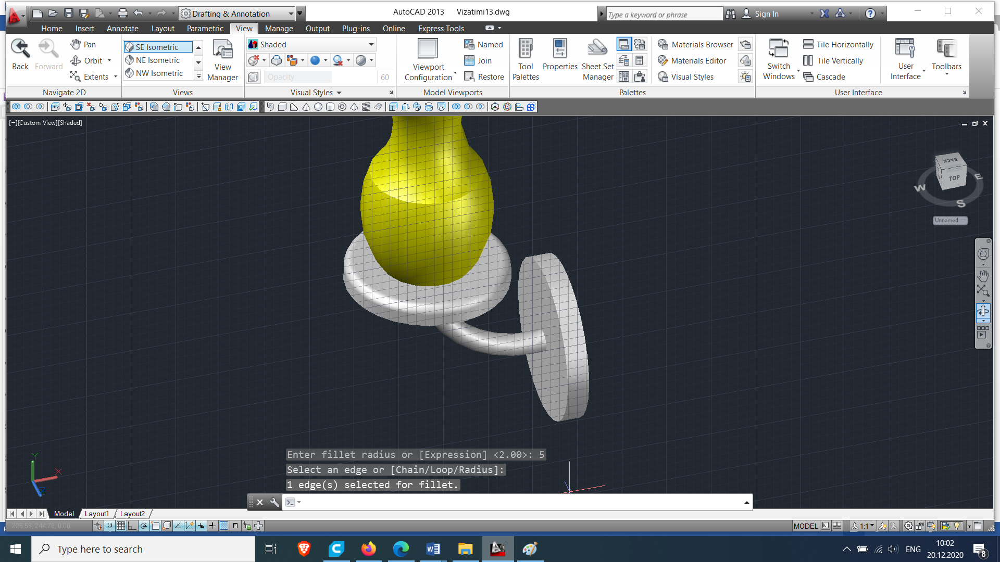 Drafting & Annotation
AutoCAD 2013 Vizatimi13.dwg
Type a keyword or phrase
Sign In
Home Insert Annotate Layout Parametric View Manage Output Plug-ins Online Express Tools
Back
Forward
Pan
Orbit
Extents
Navigate 2D
SE Isometric
NE Isometric
NW Isometric
View Manager
Views
Shaded
Opacity 60
Visual Styles
Viewport Configuration
Named
Join
Restore
Model Viewports
Tool Palettes
Properties
Sheet Set Manager
Materials Browser
Materials Editor
Visual Styles
Palettes
Switch Windows
Tile Horizontally
Tile Vertically
Cascade
User Interface
Toolbars
User Interface
[−][Custom View][Shaded]
BACK
TOP
W
E
S
Unnamed
Y
X
Z
Enter fillet radius or [Expression] <2.00>: 5
Select an edge or [Chain/Loop/Radius]:
1 edge(s) selected for fillet.
Model Layout1 Layout2
225.58, 244.78, 0.00
MODEL
1:1
Type here to search
ENG
10:02
20.12.2020
8